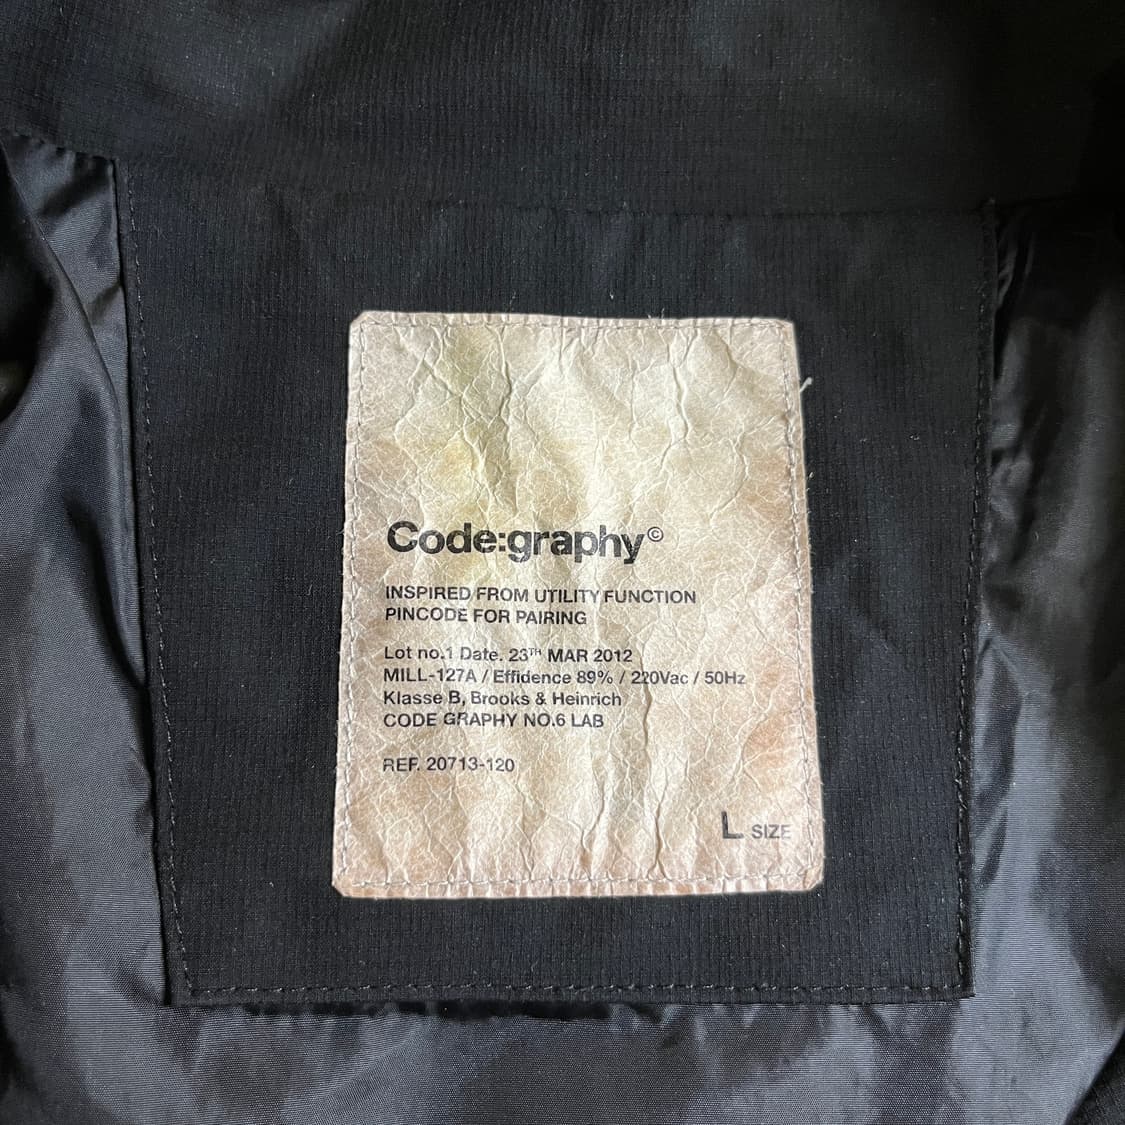 Code:graphy©
INSPIRED FROM UTILITY FUNCTION
PINCODE FOR PAIRING
Lot no.1 Date. 23TH MAR 2012
MILL-127A / Effidence 89% / 220Vac / 50Hz
Klasse B, Brooks & Heinrich
CODE GRAPHY NO.6 LAB
REF. 20713-120
L SIZE